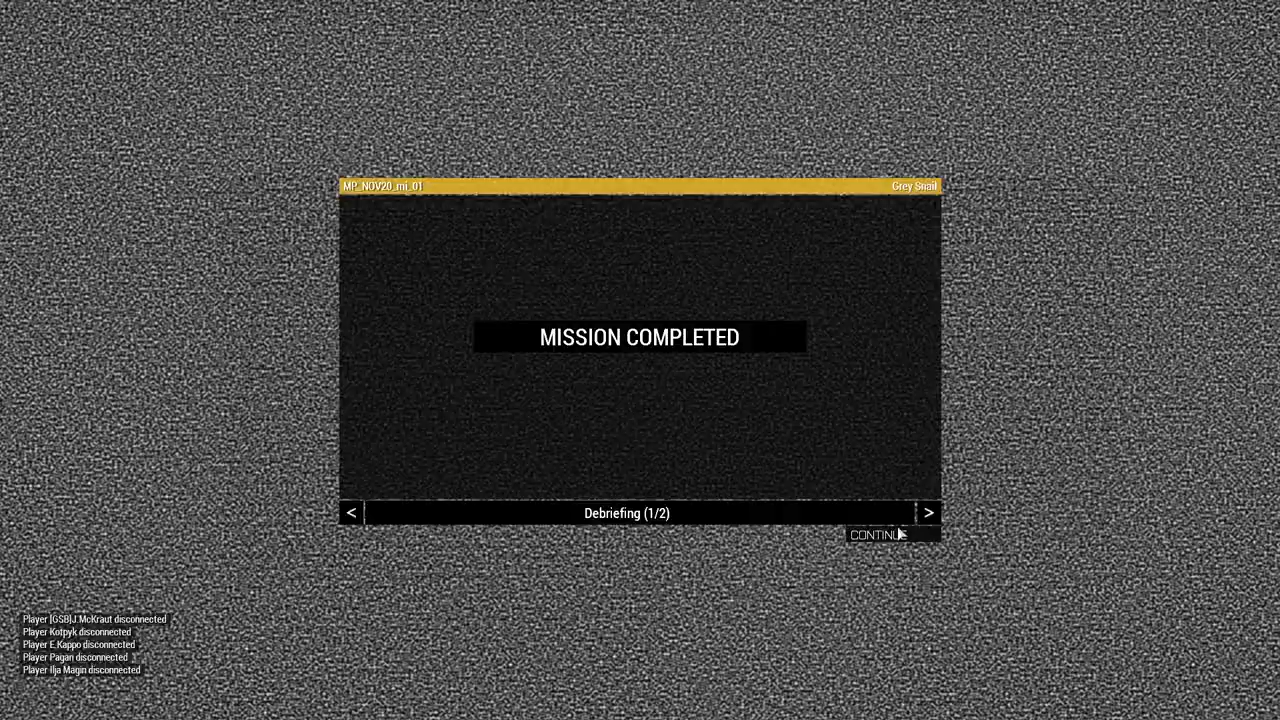 MP_NOV20_mi_01 Grey Snail
MISSION COMPLETED
< Debriefing (1/2) >
CONTINUE
Player [GSB]J.McKraut disconnected
Player Kotpyk disconnected
Player E.Kappo disconnected
Player Pagan disconnected
Player ilja Magin disconnected